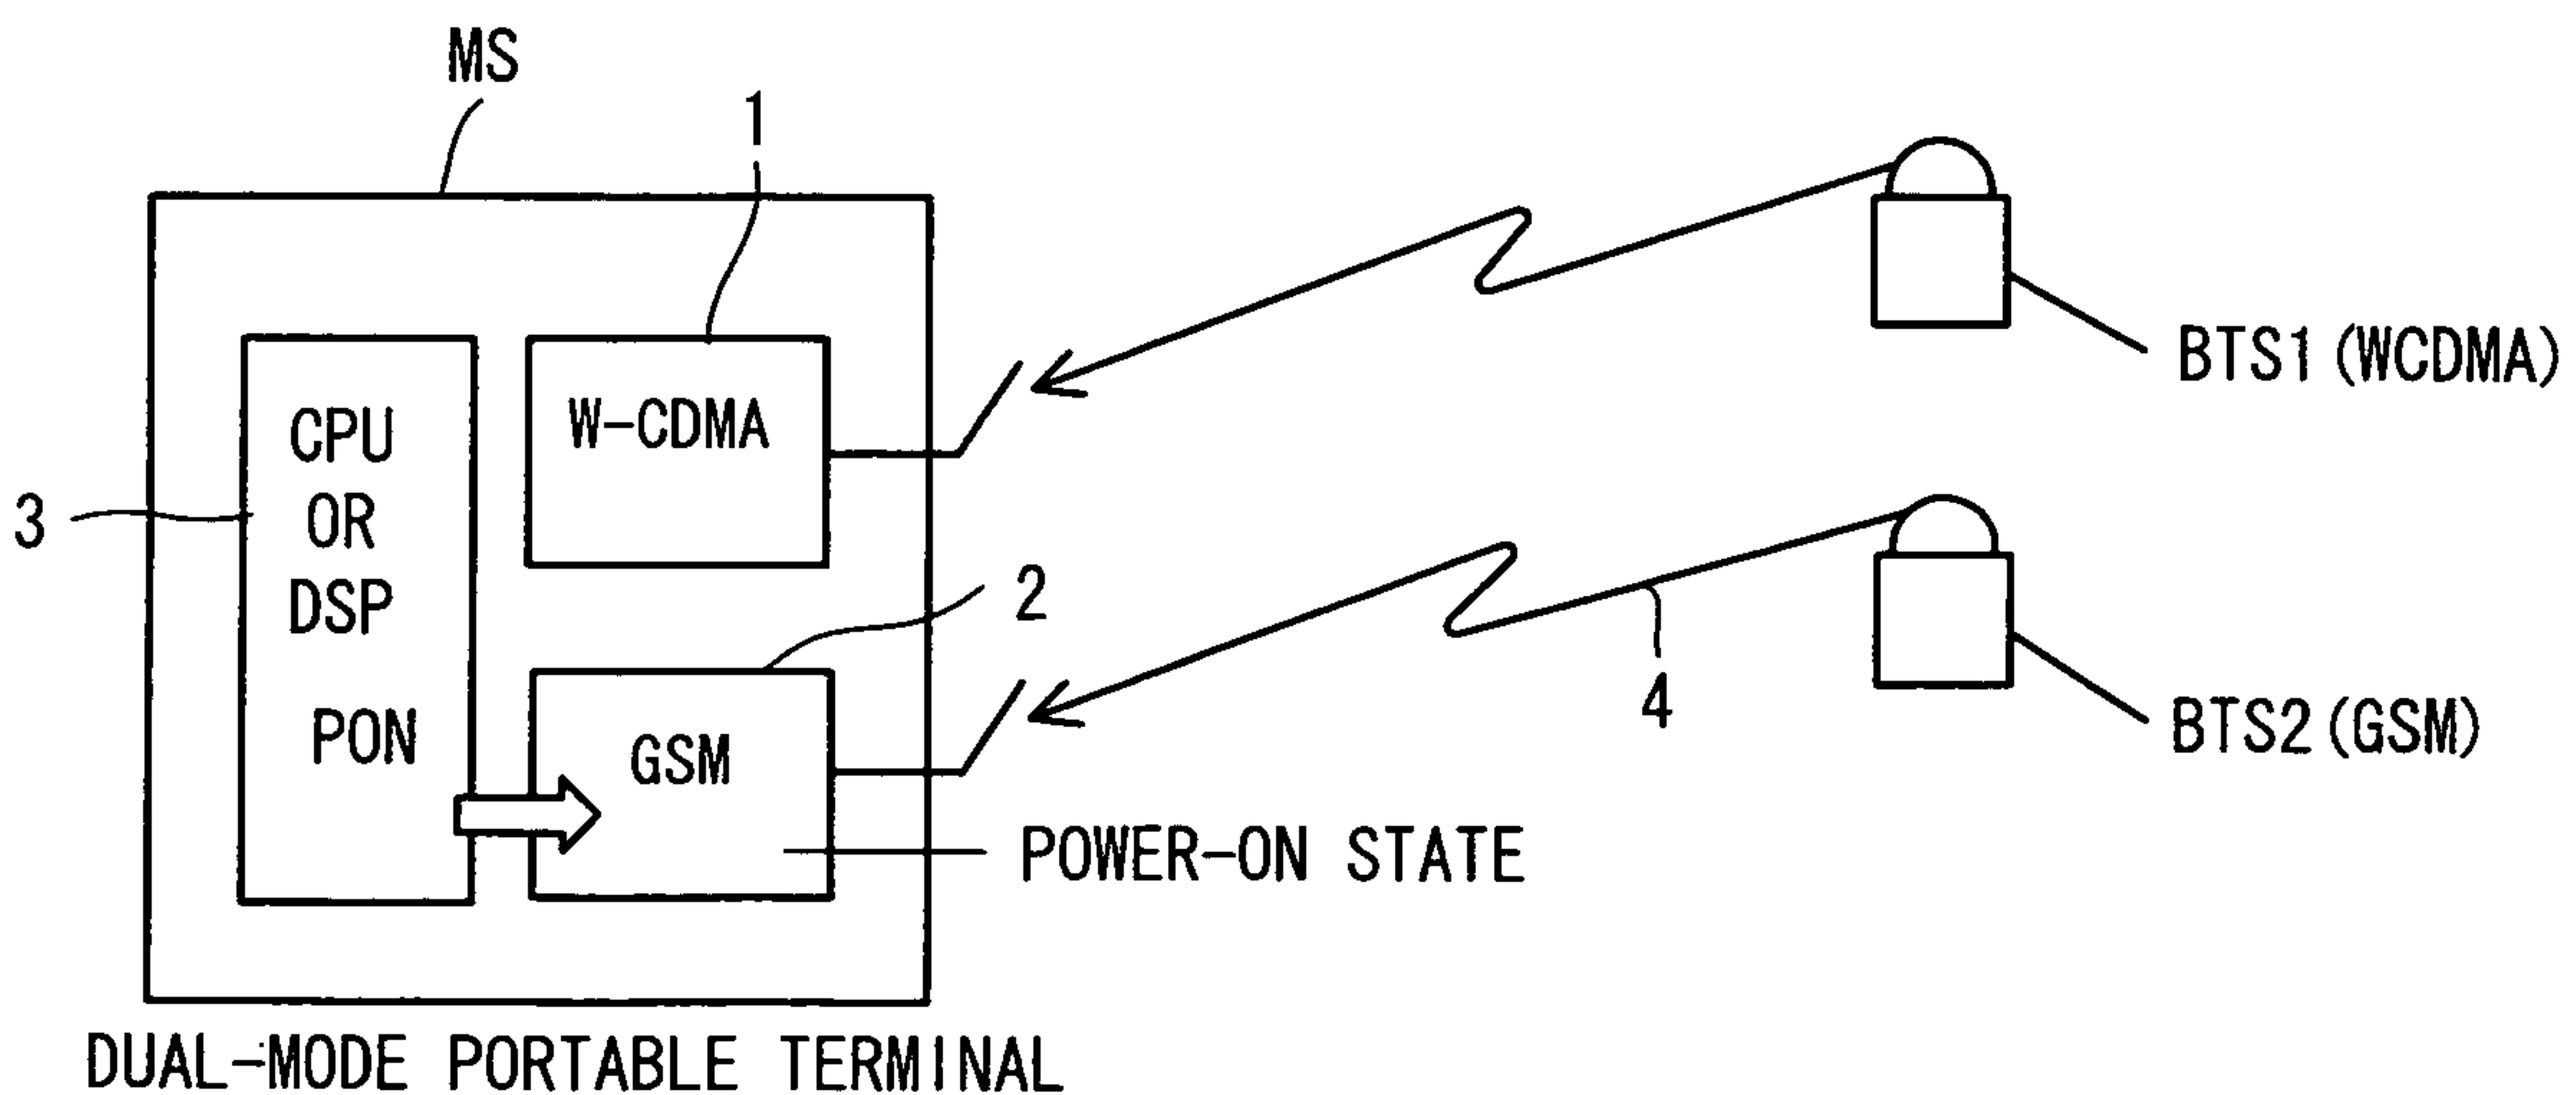 MS
1
BTS1(WCDMA)
W-CDMA
CPU
OR
DSP
3
2
PON
GSM
4
BTS2(GSM)
POWER-ON STATE
DUAL-MODE PORTABLE TERMINAL